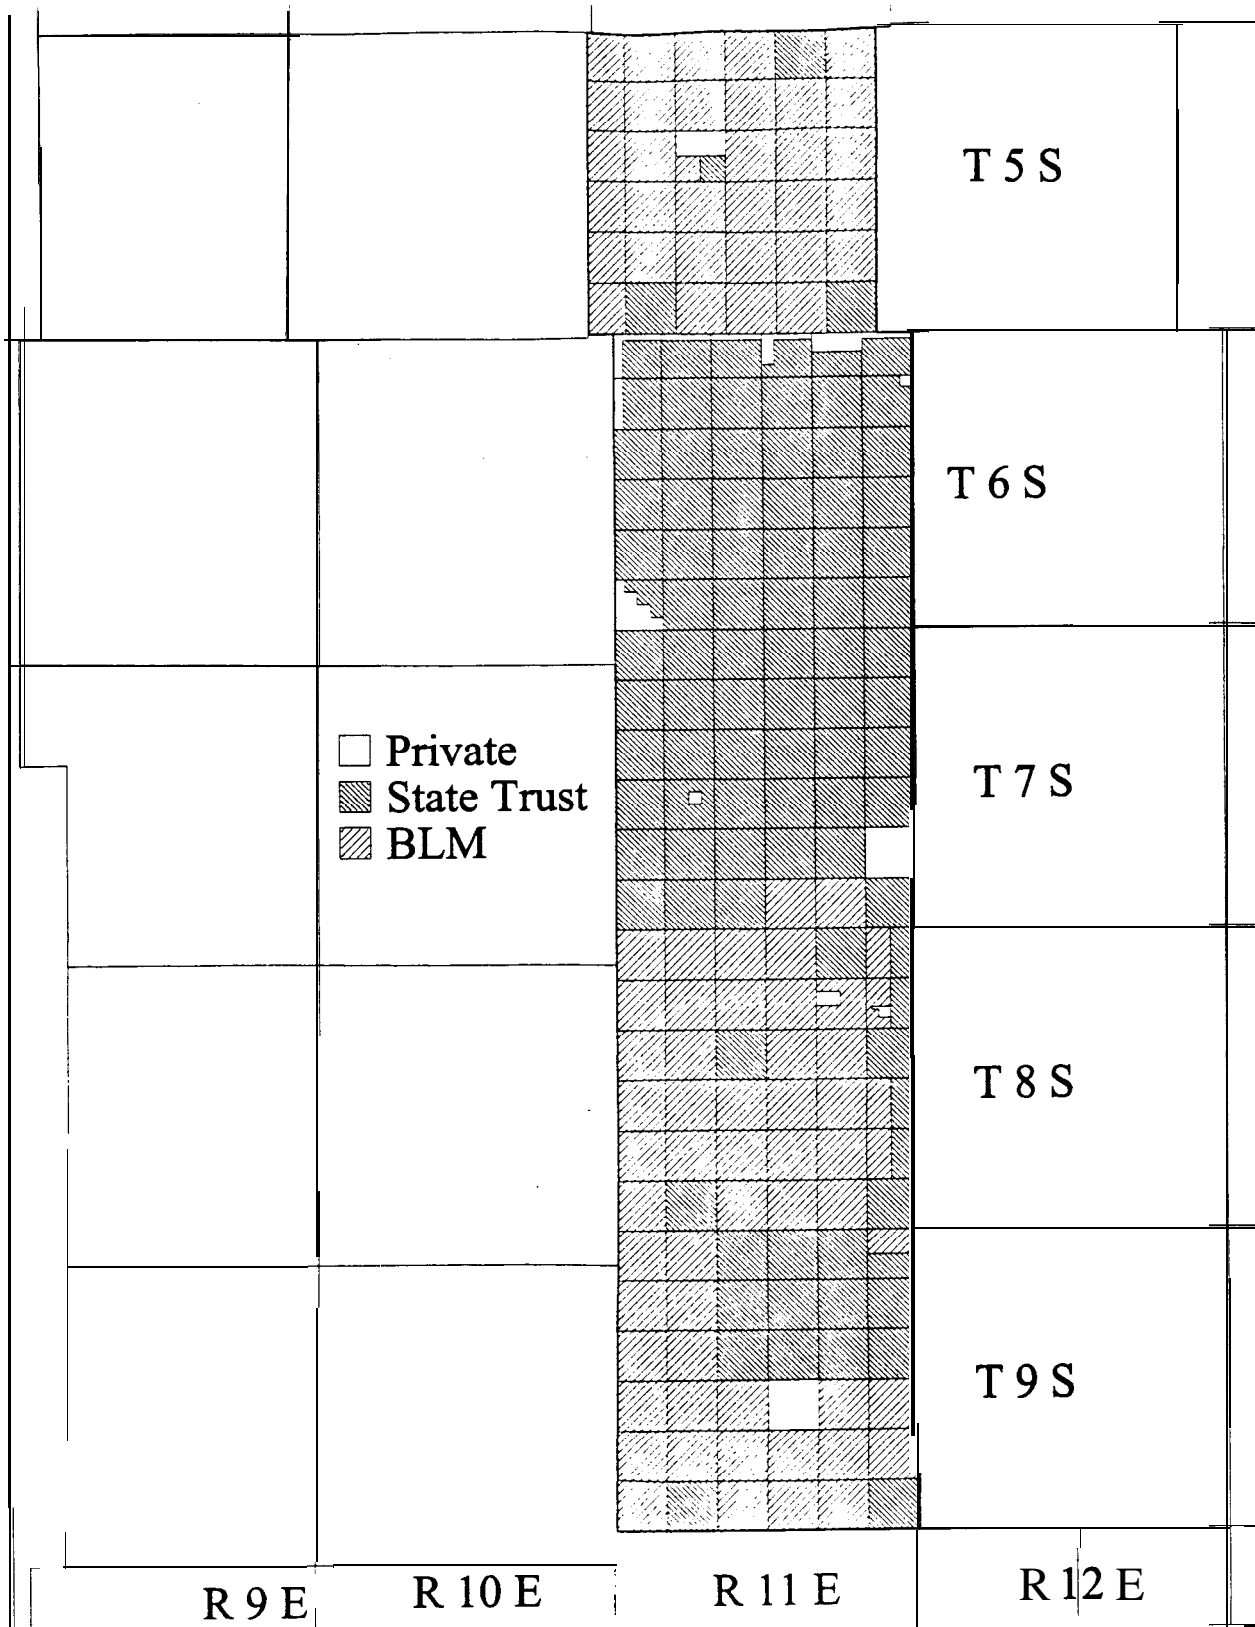 T 5 S
T 6 S
Private
State Trust
BLM
T 7 S
T 8 S
T 9 S
R 9 E
R 10 E
R 11 E
R 12 E